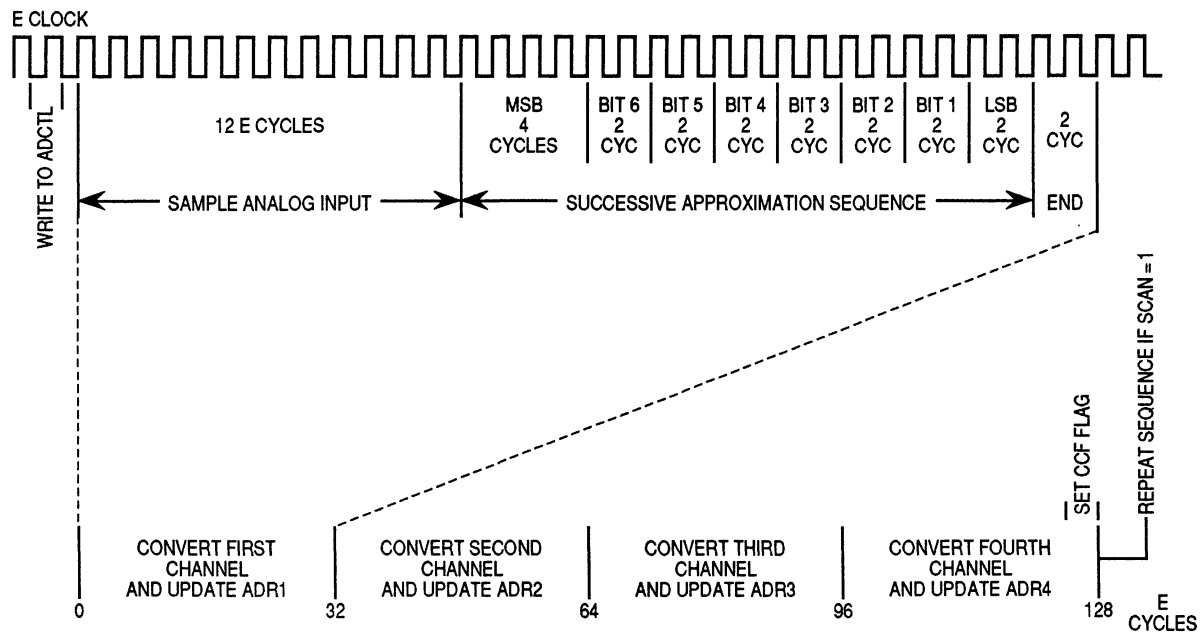 E CLOCK
WRITE TO ADCTL
12 E CYCLES
MSB
4
CYCLES
BIT 6
2
CYC
BIT 5
2
CYC
BIT 4
2
CYC
BIT 3
2
CYC
BIT 2
2
CYC
BIT 1
2
CYC
LSB
2
CYC
2
CYC
SAMPLE ANALOG INPUT
SUCCESSIVE APPROXIMATION SEQUENCE
END
SET CCF FLAG
REPEAT SEQUENCE IF SCAN = 1
CONVERT FIRST
CHANNEL
AND UPDATE ADR1
CONVERT SECOND
CHANNEL
AND UPDATE ADR2
CONVERT THIRD
CHANNEL
AND UPDATE ADR3
CONVERT FOURTH
CHANNEL
AND UPDATE ADR4
0
32
64
96
128
E
CYCLES